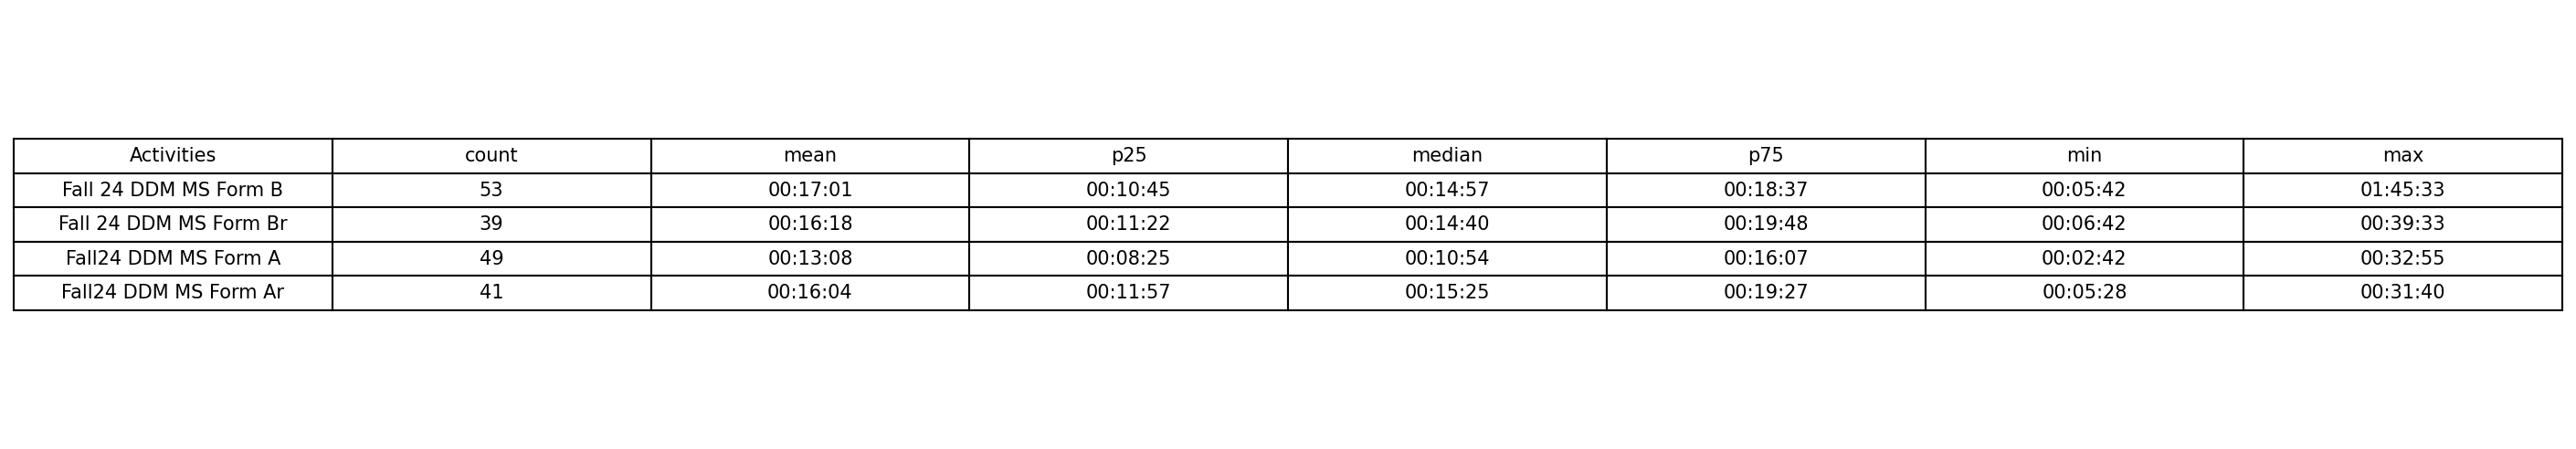 Activities count mean p25 median p75 min max
Fall 24 DDM MS Form B 53 00:17:01 00:10:45 00:14:57 00:18:37 00:05:42 01:45:33
Fall 24 DDM MS Form Br 39 00:16:18 00:11:22 00:14:40 00:19:48 00:06:42 00:39:33
Fall24 DDM MS Form A 49 00:13:08 00:08:25 00:10:54 00:16:07 00:02:42 00:32:55
Fall24 DDM MS Form Ar 41 00:16:04 00:11:57 00:15:25 00:19:27 00:05:28 00:31:40